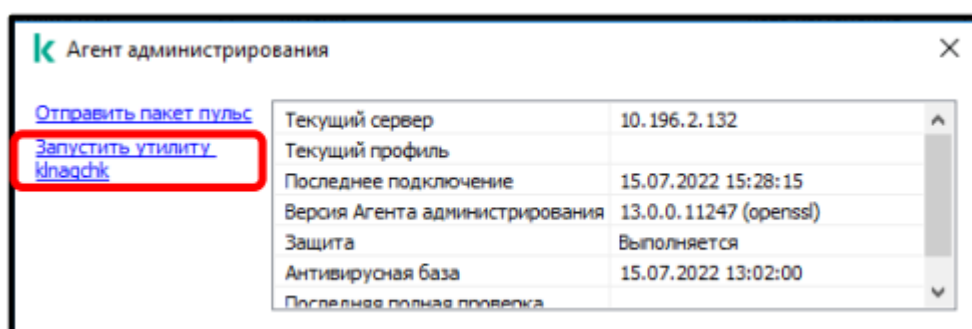 Агент администрирования
Отправить пакет пульс
Запустить утилиту
klnagchk
Текущий сервер 10.196.2.132
Текущий профиль
Последнее подключение 15.07.2022 15:28:15
Версия Агента администрирования 13.0.0.11247 (openssl)
Защита Выполняется
Антивирусная база 15.07.2022 13:02:00
Последняя полная проверка